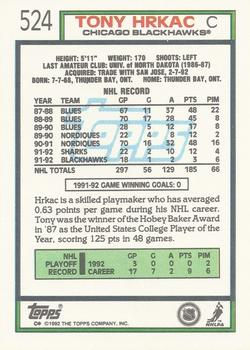 524 TONY HRKAC C
CHICAGO BLACKHAWKS®
HEIGHT: 5'11" WEIGHT: 170 SHOOTS: LEFT
LAST AMATEUR CLUB: UNIV. of NORTH DAKOTA (1986-87)
ACQUIRED: TRADE WITH SAN JOSE, 2-7-92
BORN: 7-7-66, THUNDER BAY, ONT. HOME: THUNDER BAY, ONT.
NHL RECORD
YEAR TEAM GP G A PTS PIM
87-88 BLUES 67 11 37 48 22
88-89 BLUES 70 17 28 45 8
89-90 BLUES 28 5 12 17 8
89-90 NORDIQUES 22 4 8 12 2
90-91 NORDIQUES 70 16 32 48 16
91-92 SHARKS 22 2 10 12 4
91-92 BLACKHAWKS 18 1 2 3 6
NHL TOTALS 297 56 129 185 66
1991-92 GAME WINNING GOALS: 0
Hrkac is a skilled playmaker who has averaged
0.63 points per game during his NHL career.
Tony was the winner of the Hobey Baker Award
in '87 as the United States College Player of the
Year, scoring 125 pts in 48 games.
NHL GP G A PTS PIM
PLAYOFF 1992 3 0 0 0 2
RECORD CAREER 17 7 2 9 6
Topps
©® 1992 THE TOPPS COMPANY, INC.
NHL
NHLPA